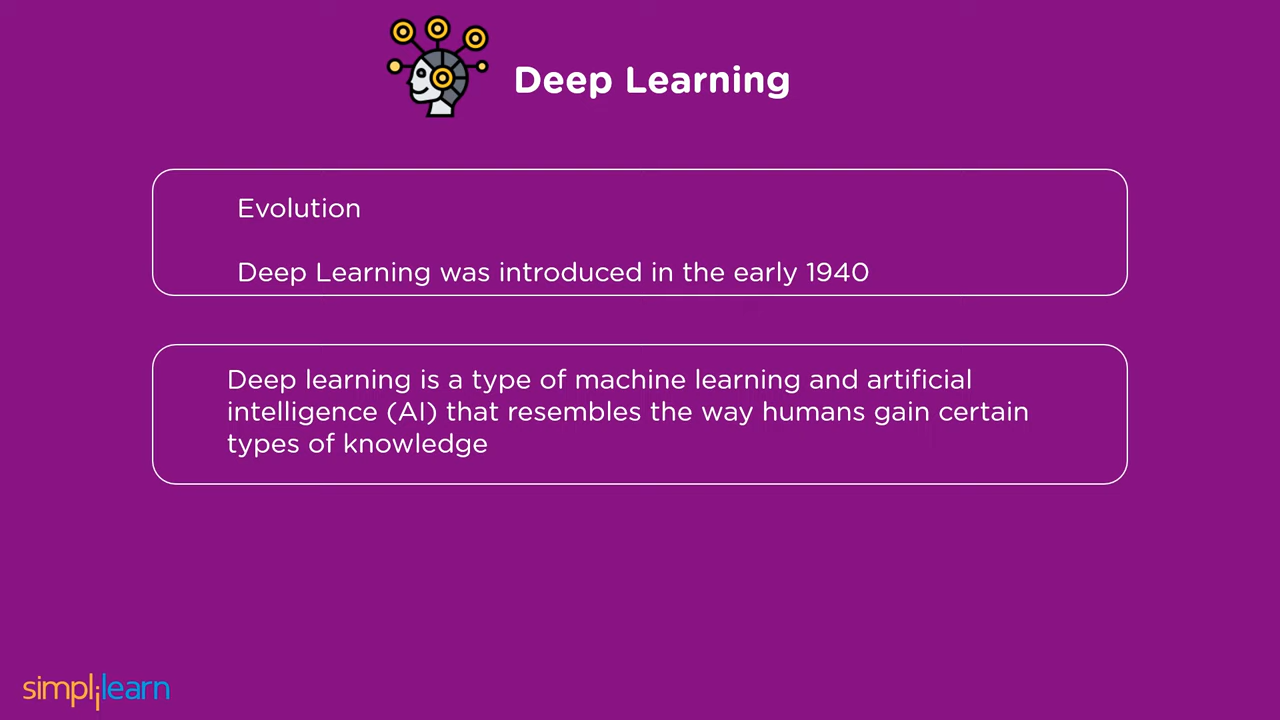 Deep Learning
Evolution
Deep Learning was introduced in the early 1940
Deep learning is a type of machine learning and artificial
intelligence (AI) that resembles the way humans gain certain
types of knowledge
simplilearn